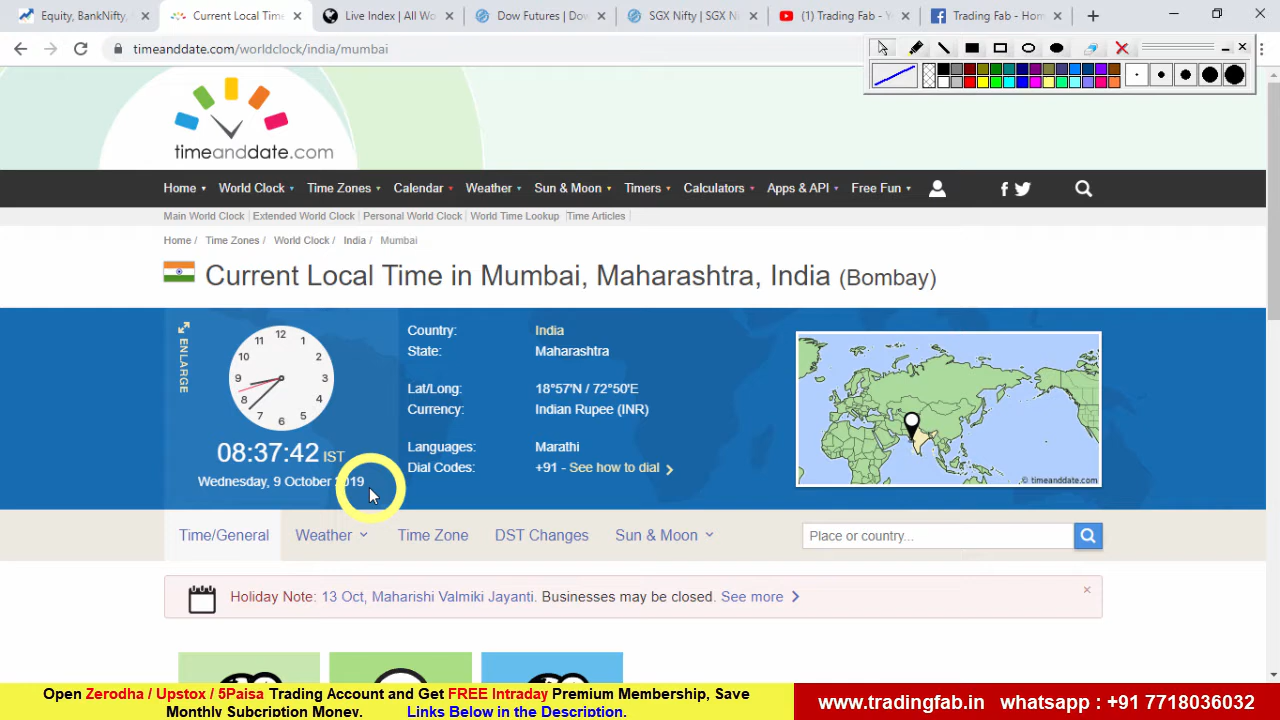 Equity, BankNifty,
Current Local Time
Live Index | All Wo
Dow Futures | Dow
SGX Nifty | SGX N
(1) Trading Fab - Y
Trading Fab - Hom
timeanddate.com/worldclock/india/mumbai
timeanddate.com
Home World Clock Time Zones Calendar Weather Sun & Moon Timers Calculators Apps & API Free Fun
Main World Clock Extended World Clock Personal World Clock World Time Lookup Time Articles
Home / Time Zones / World Clock / India / Mumbai
Current Local Time in Mumbai, Maharashtra, India (Bombay)
ENLARGE
12 1 2 3 4 5 6 7 8 9 10 11
08:37:42 IST
Wednesday, 9 October 2019
Country: India
State: Maharashtra
Lat/Long: 18°57'N / 72°50'E
Currency: Indian Rupee (INR)
Languages: Marathi
Dial Codes: +91 - See how to dial
© timeanddate.com
Time/General Weather Time Zone DST Changes Sun & Moon
Place or country...
Holiday Note: 13 Oct, Maharishi Valmiki Jayanti. Businesses may be closed. See more
Open Zerodha / Upstox / 5Paisa Trading Account and Get FREE Intraday Premium Membership, Save
Monthly Subcription Money. Links Below in the Description.
www.tradingfab.in whatsapp : +91 7718036032